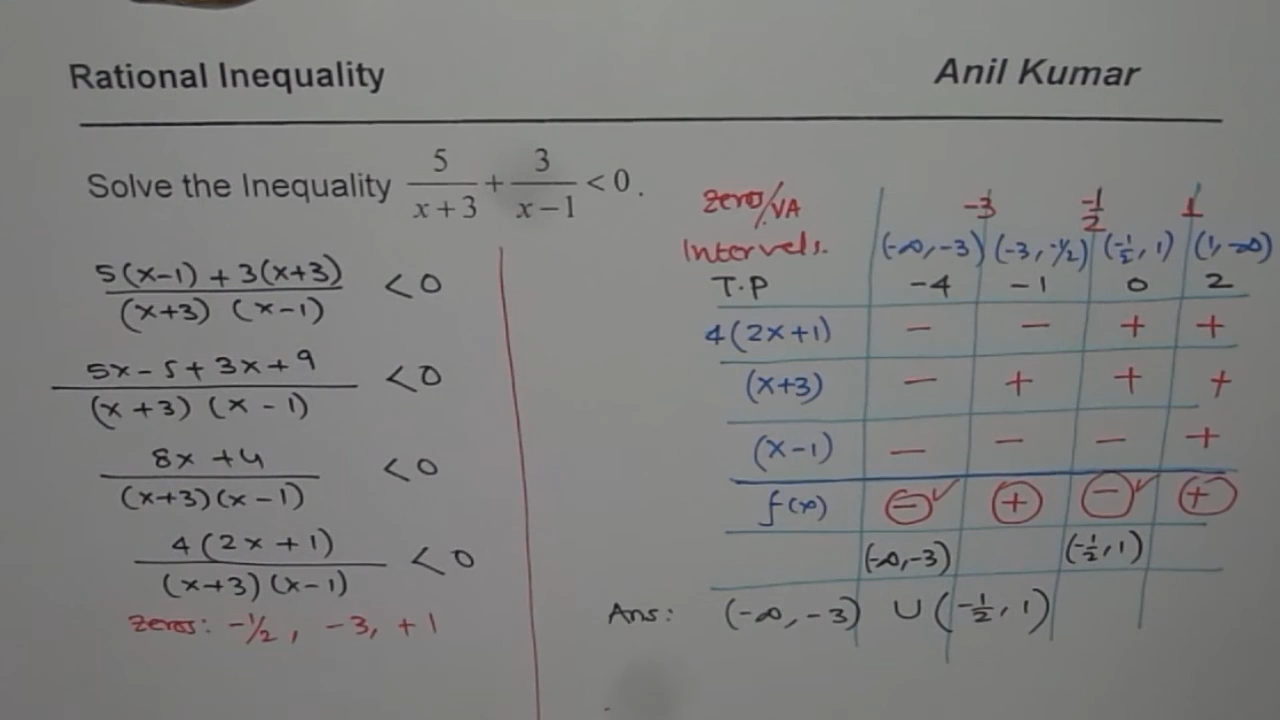 Rational Inequality Anil Kumar
Solve the Inequality 5/(x+3) + 3/(x−1) < 0.
5(x-1) + 3(x+3) / (x+3) (x-1) < 0
5x - 5 + 3x + 9 / (x+3) (x-1) < 0
8x + 4 / (x+3)(x-1) < 0
4(2x+1) / (x+3)(x-1) < 0
zeros: -1/2, -3, +1
zero/VA -3 -1/2 1
Intervels. (-∞,-3) (-3,-1/2) (-1/2,1) (1,-∞)
T.P -4 -1 0 2
4(2x+1) - - + +
(x+3) - + + +
(x-1) - - - +
f(x) - ✓ + - ✓ +
(-∞,-3) (-1/2,1)
Ans: (-∞,-3) ∪ (-1/2,1)